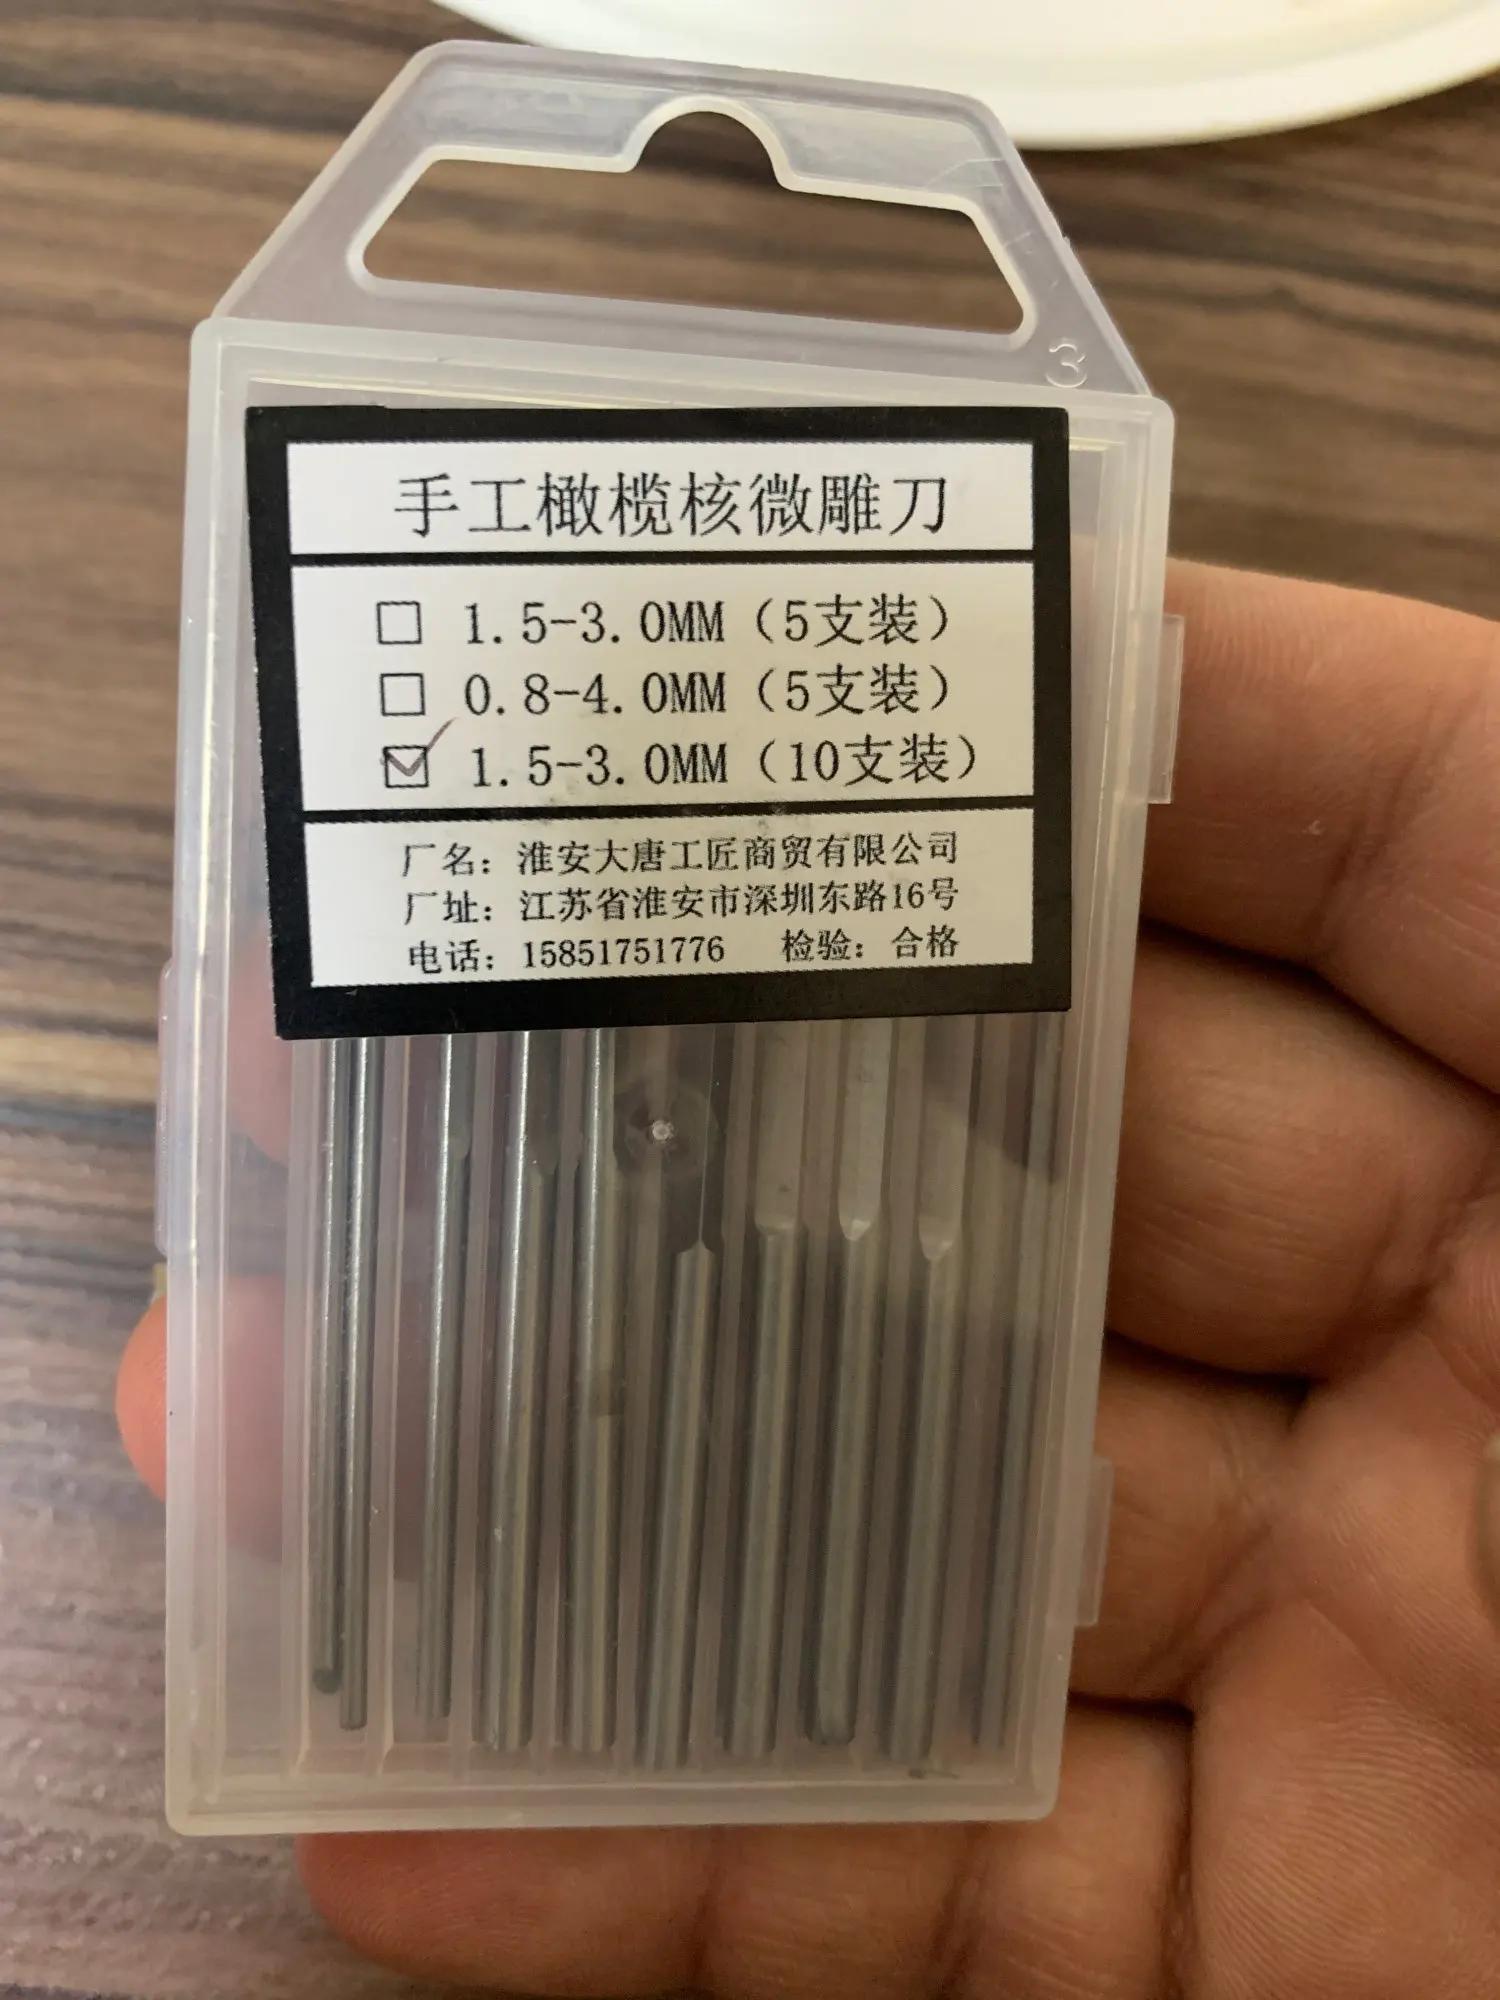 3
手工橄榄核微雕刀
□ 1.5-3.0MM（5支装）
□ 0.8-4.0MM（5支装）
☑ 1.5-3.0MM（10支装）
厂名：淮安大唐工匠商贸有限公司
厂址：江苏省淮安市深圳东路16号
电话：15851751776 检验：合格